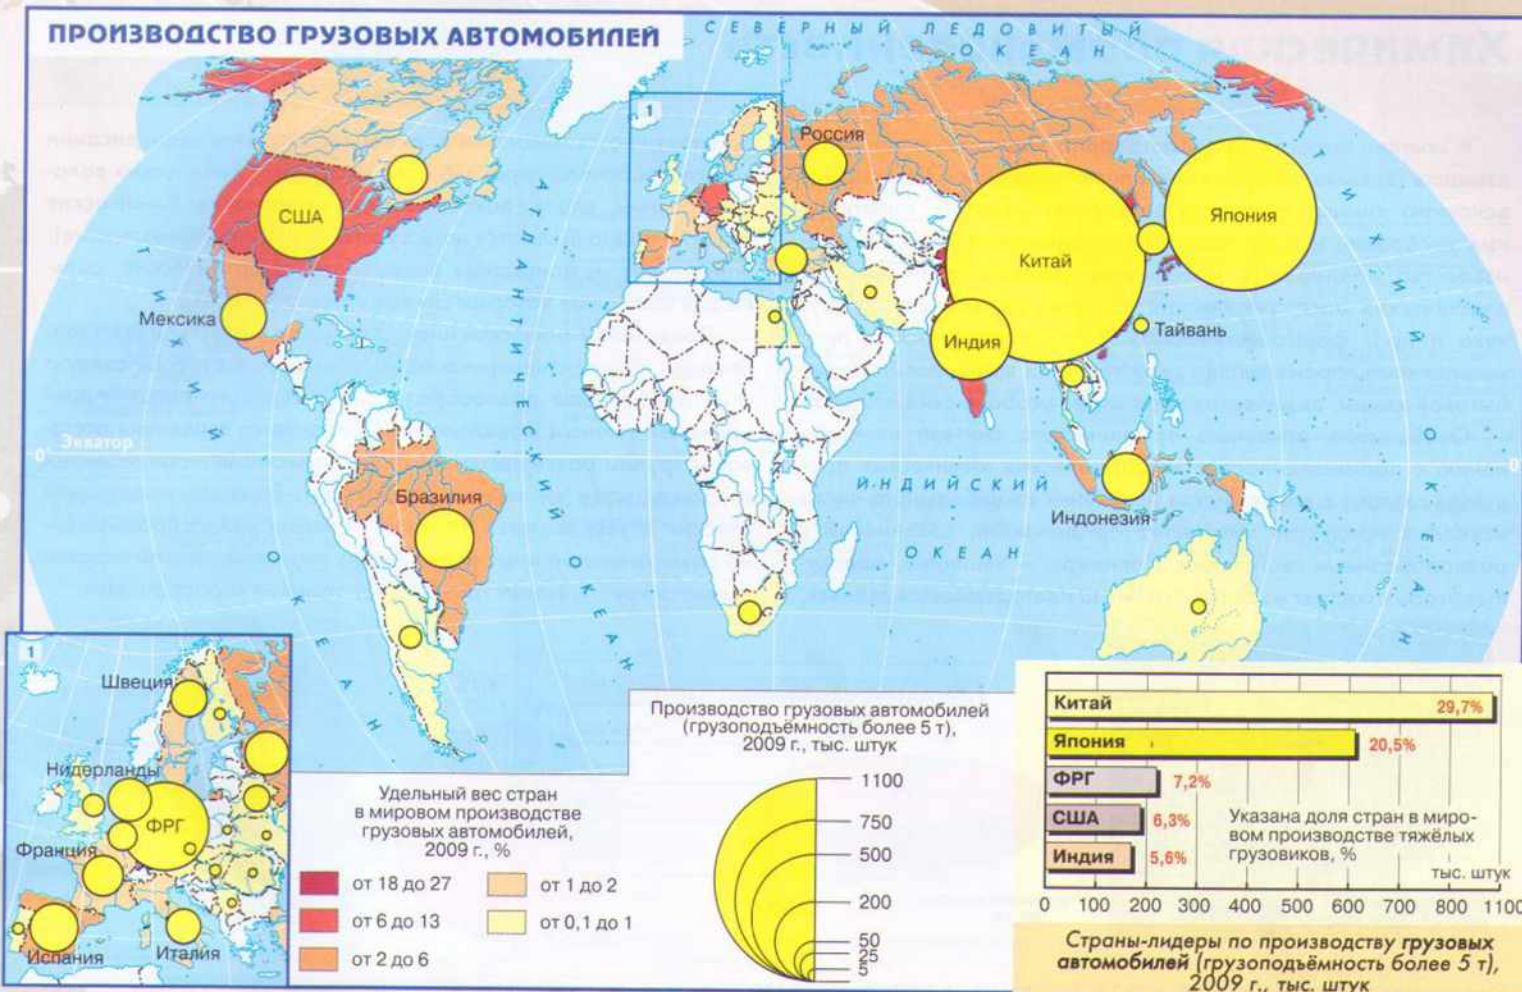 ПРОИЗВОДСТВО ГРУЗОВЫХ АВТОМОБИЛЕЙ
СЕВЕРНЫЙ ЛЕДОВИТЫЙ
ОКЕАН
1
Россия
США
Япония
Китай
Мексика
Тайвань
Индия
ТИХИЙ
ОКЕАН
АТЛАНТИЧЕСКИЙ
ОКЕАН
ТИХИЙ
ОКЕАН
0° Экватор
0
Бразилия
ИНДИЙСКИЙ
ОКЕАН
Индонезия
1
Швеция
Нидерланды
ФРГ
Франция
Испания
Италия
Удельный вес стран
в мировом производстве
грузовых автомобилей,
2009 г., %
от 18 до 27
от 6 до 13
от 2 до 6
от 1 до 2
от 0,1 до 1
Производство грузовых автомобилей
(грузоподъёмность более 5 т),
2009 г., тыс. штук
1100
750
500
200
50
25
5
Китай 29,7%
Япония 20,5%
ФРГ 7,2%
США 6,3%
Индия 5,6%
Указана доля стран в миро-
вом производстве тяжёлых
грузовиков, %
тыс. штук
0 100 200 300 400 500 600 700 800 1100
Страны-лидеры по производству грузовых
автомобилей (грузоподъёмность более 5 т),
2009 г., тыс. штук